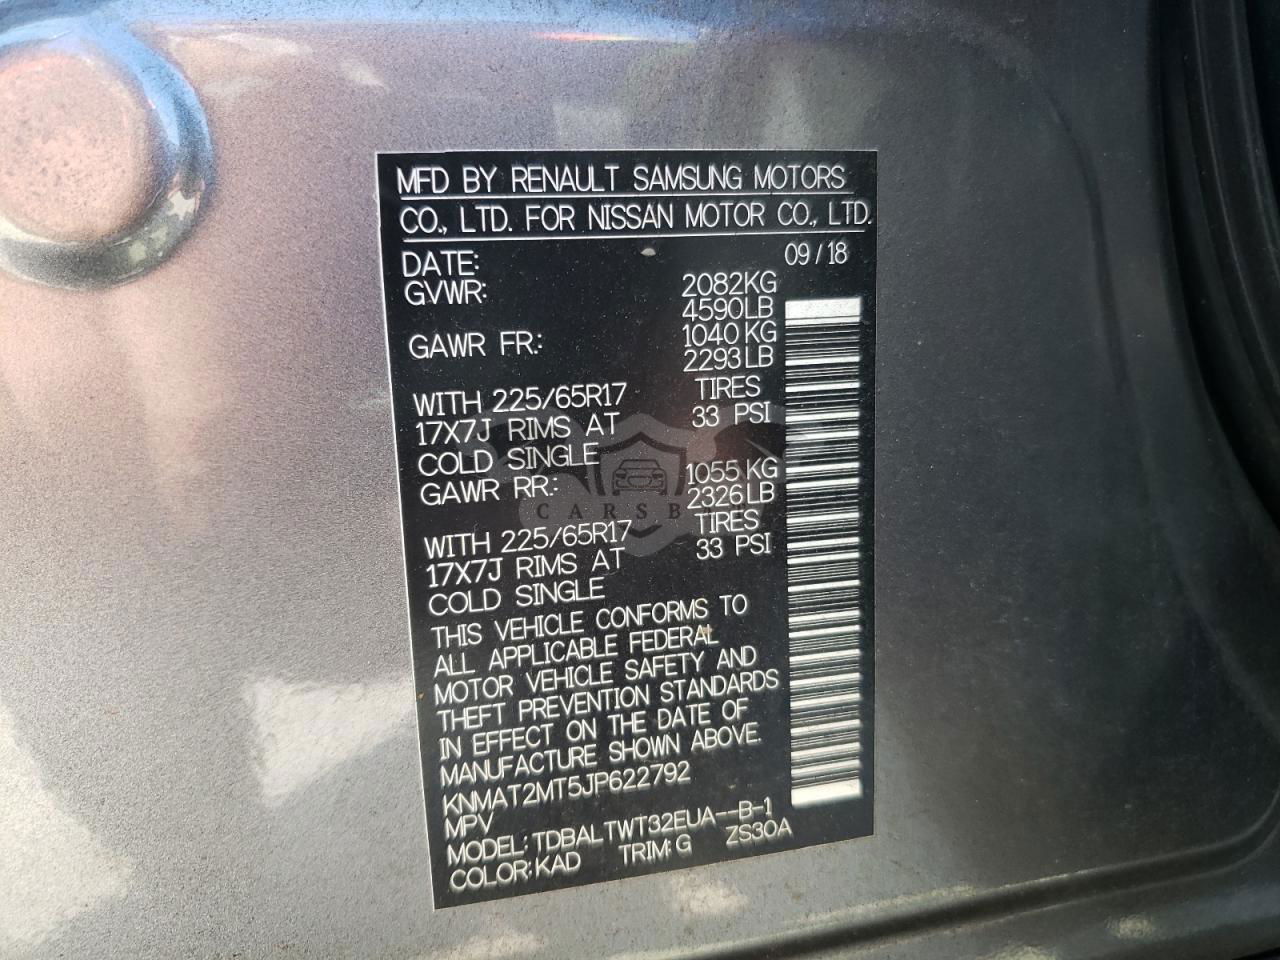 MFD BY RENAULT SAMSUNG MOTORS
CO., LTD. FOR NISSAN MOTOR CO., LTD.
DATE: 09/18
GVWR: 2082KG
4590LB
GAWR FR.: 1040KG
2293LB
WITH 225/65R17 TIRES
17X7J RIMS AT 33 PSI
COLD SINGLE
GAWR RR.: 1055KG
2326LB
WITH 225/65R17 TIRES
17X7J RIMS AT 33 PSI
COLD SINGLE
THIS VEHICLE CONFORMS TO
ALL APPLICABLE FEDERAL
MOTOR VEHICLE SAFETY AND
THEFT PREVENTION STANDARDS
IN EFFECT ON THE DATE OF
MANUFACTURE SHOWN ABOVE.
KNMAT2MT5JP622792
MPV
MODEL: TDBALTWT32EUA--B-1
COLOR: KAD TRIM: G ZS30A